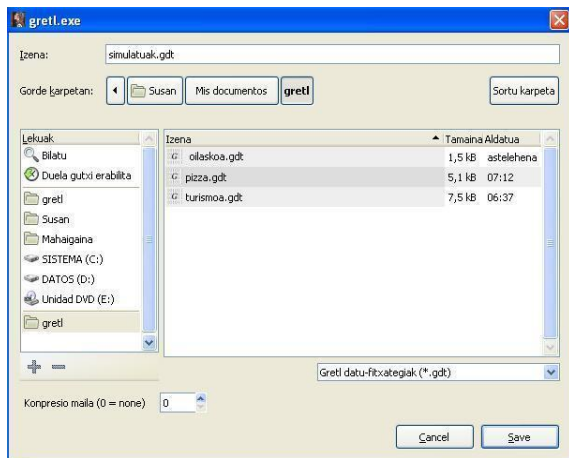 gretl.exe
Izena: simulatuak.gdt
Gorde karpetan: Susan Mis documentos gretl Sortu karpeta
Lekuak
Bilatu
Duela gutxi erabilita
gretl
Susan
Mahaigaina
SISTEMA (C:)
DATOS (D:)
Unidad DVD (E:)
gretl
Izena Tamaina Aldatua
oilaskoa.gdt 1,5 kB astelehena
pizza.gdt 5,1 kB 07:12
turismoa.gdt 7,5 kB 06:37
Gretl datu-fitxategiak (*.gdt)
Konpresio maila (0 = none) 0
Cancel Save